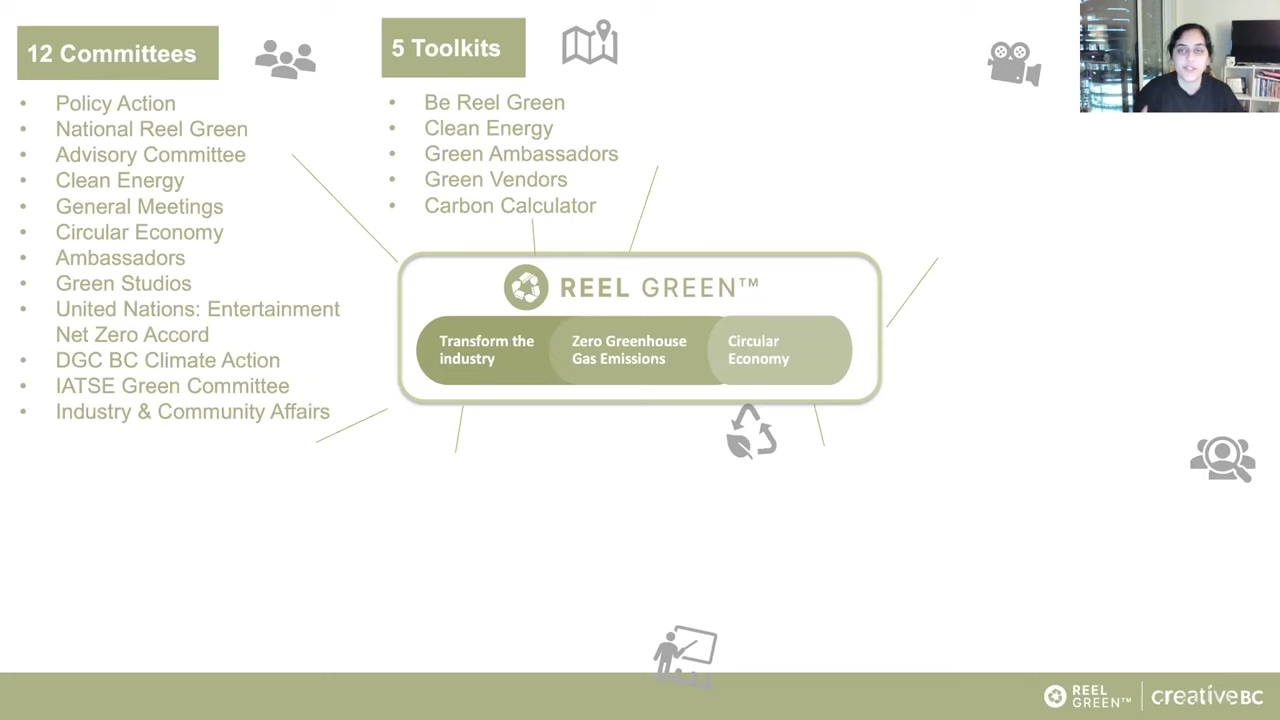 12 Committees
• Policy Action
• National Reel Green
• Advisory Committee
• Clean Energy
• General Meetings
• Circular Economy
• Ambassadors
• Green Studios
• United Nations: Entertainment
Net Zero Accord
• DGC BC Climate Action
• IATSE Green Committee
• Industry & Community Affairs
5 Toolkits
• Be Reel Green
• Clean Energy
• Green Ambassadors
• Green Vendors
• Carbon Calculator
REEL GREEN™
Transform the
industry
Zero Greenhouse
Gas Emissions
Circular
Economy
REEL
GREEN™
creativeBC